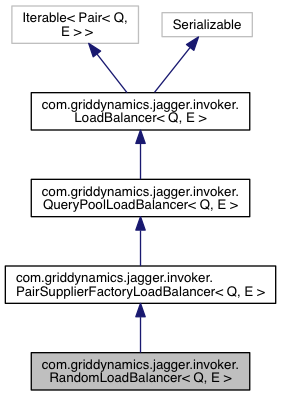 Iterable< Pair< Q,
E > >
Serializable
com.griddynamics.jagger.invoker.
LoadBalancer< Q, E >
com.griddynamics.jagger.invoker.
QueryPoolLoadBalancer< Q, E >
com.griddynamics.jagger.invoker.
PairSupplierFactoryLoadBalancer< Q, E >
com.griddynamics.jagger.invoker.
RandomLoadBalancer< Q, E >